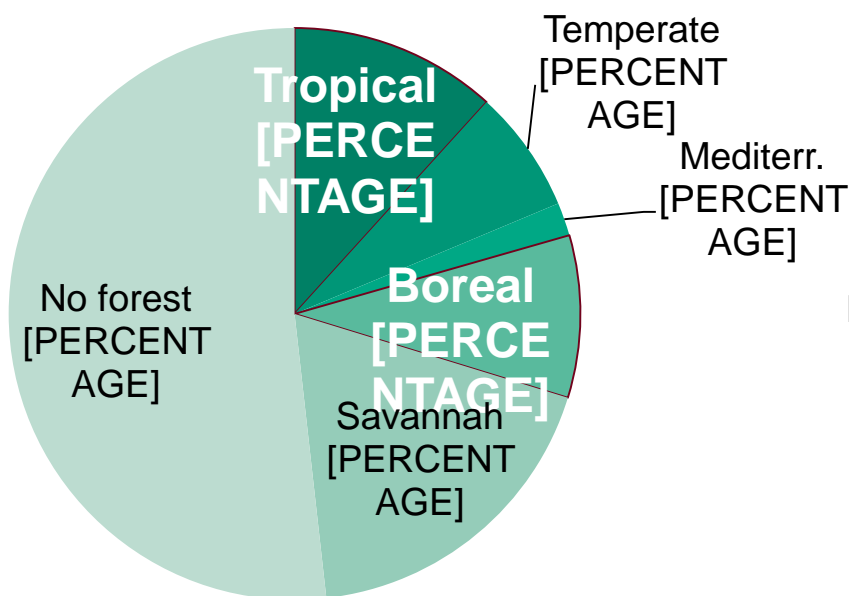 Temperate
[PERCENT
AGE]
Tropical
[PERCE
NTAGE]
Mediterr.
[PERCENT
AGE]
Boreal
[PERCE
NTAGE]
No forest
[PERCENT
AGE]
Savannah
[PERCENT
AGE]